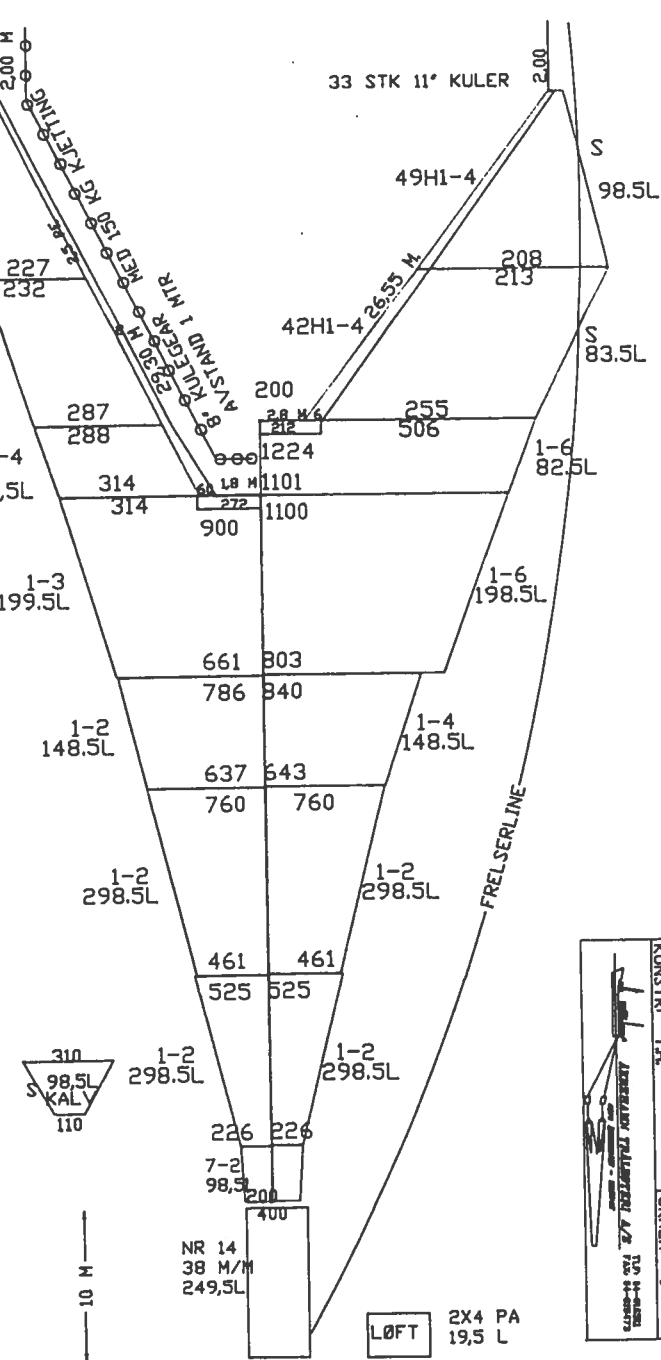 2,00 M
33 STK 11" KULER
2,00
S
98.5L
49H1-4
25 PE
MED 150 KG KJETTING
227
232
208
213
26,55 M.
42H1-4
29,30 M
8" KULEGEAR
AVSTAND 1 MTR
S
83.5L
200
287
288
2,8 M 6
212
255
506
1-6
82.5L
-4
,5L
1224
314
314
60
1,8 M
1101
272
900
1100
1-3
199.5L
1-6
198.5L
661
803
786
840
1-2
148.5L
1-4
148.5L
637
643
760
760
FRELSERLINE
1-2
298.5L
1-2
298.5L
461
461
525
525
310
S
98,5L
KALV
110
1-2
298.5L
1-2
298.5L
226
226
7-2
98,5L
200
400
10 M
NR 14
38 M/M
249,5L
LØFT
2X4 PA
19,5 L